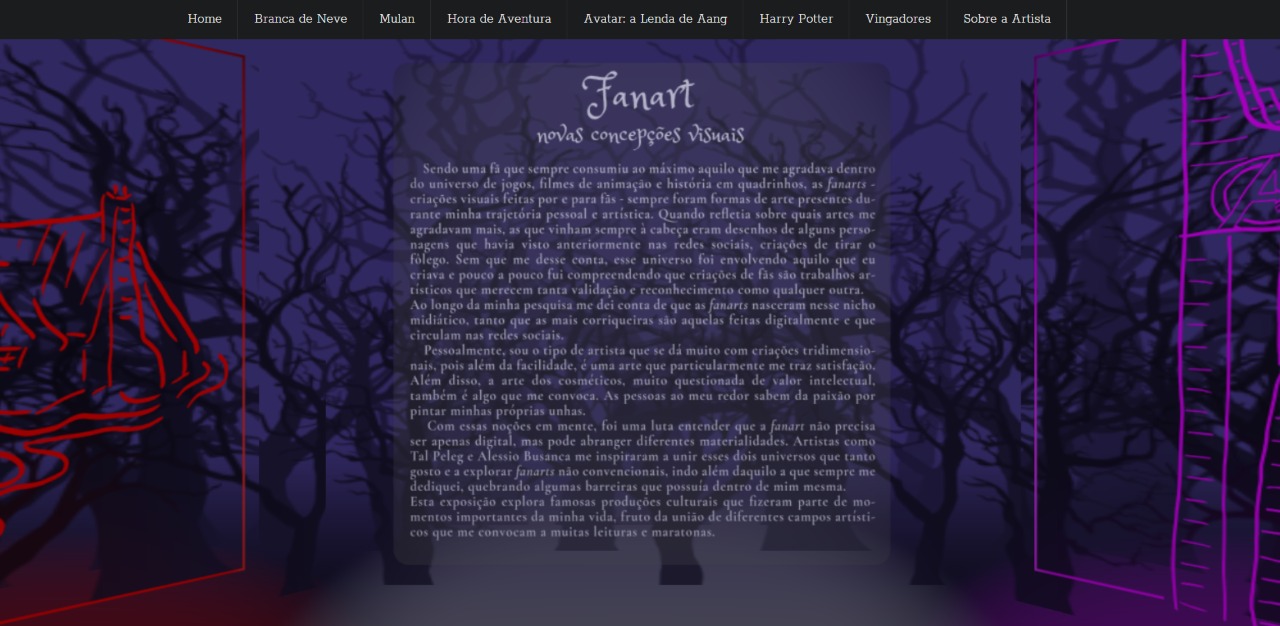 Home Branca de Neve Mulan Hora de Aventura Avatar: a Lenda de Aang Harry Potter Vingadores Sobre a Artista
Fanart
novas concepções visuais
Sendo uma fã que sempre consumiu ao máximo aquilo que me agradava dentro
do universo de jogos, filmes de animação e história em quadrinhos, as fanarts -
criações visuais feitas por e para fãs - sempre foram formas de arte presentes du-
rante minha trajetória pessoal e artística. Quando refletia sobre quais artes me
agradavam mais, as que vinham sempre à cabeça eram desenhos de alguns perso-
nagens que havia visto anteriormente nas redes sociais, criações de tirar o
fôlego. Sem que me desse conta, esse universo foi envolvendo aquilo que eu
criava e pouco a pouco fui compreendendo que criações de fãs são trabalhos ar-
tísticos que merecem tanta validação e reconhecimento como qualquer outra.
Ao longo da minha pesquisa me dei conta de que as fanarts nasceram nesse nicho
midiático, tanto que as mais corriqueiras são aquelas feitas digitalmente e que
circulam nas redes sociais.
Pessoalmente, sou o tipo de artista que se dá muito com criações tridimensio-
nais, pois além da facilidade, é uma arte que particularmente me traz satisfação.
Além disso, a arte dos cosméticos, muito questionada de valor intelectual,
também é algo que me convoca. As pessoas ao meu redor sabem da paixão por
pintar minhas próprias unhas.
Com essas noções em mente, foi uma luta entender que a fanart não precisa
ser apenas digital, mas pode abranger diferentes materialidades. Artistas como
Tal Peleg e Alessio Busanca me inspiraram a unir esses dois universos que tanto
gosto e a explorar fanarts não convencionais, indo além daquilo a que sempre me
dediquei, quebrando algumas barreiras que possuía dentro de mim mesma.
Esta exposição explora famosas produções culturais que fizeram parte de mo-
mentos importantes da minha vida, fruto da união de diferentes campos artísti-
cos que me convocam a muitas leituras e maratonas.